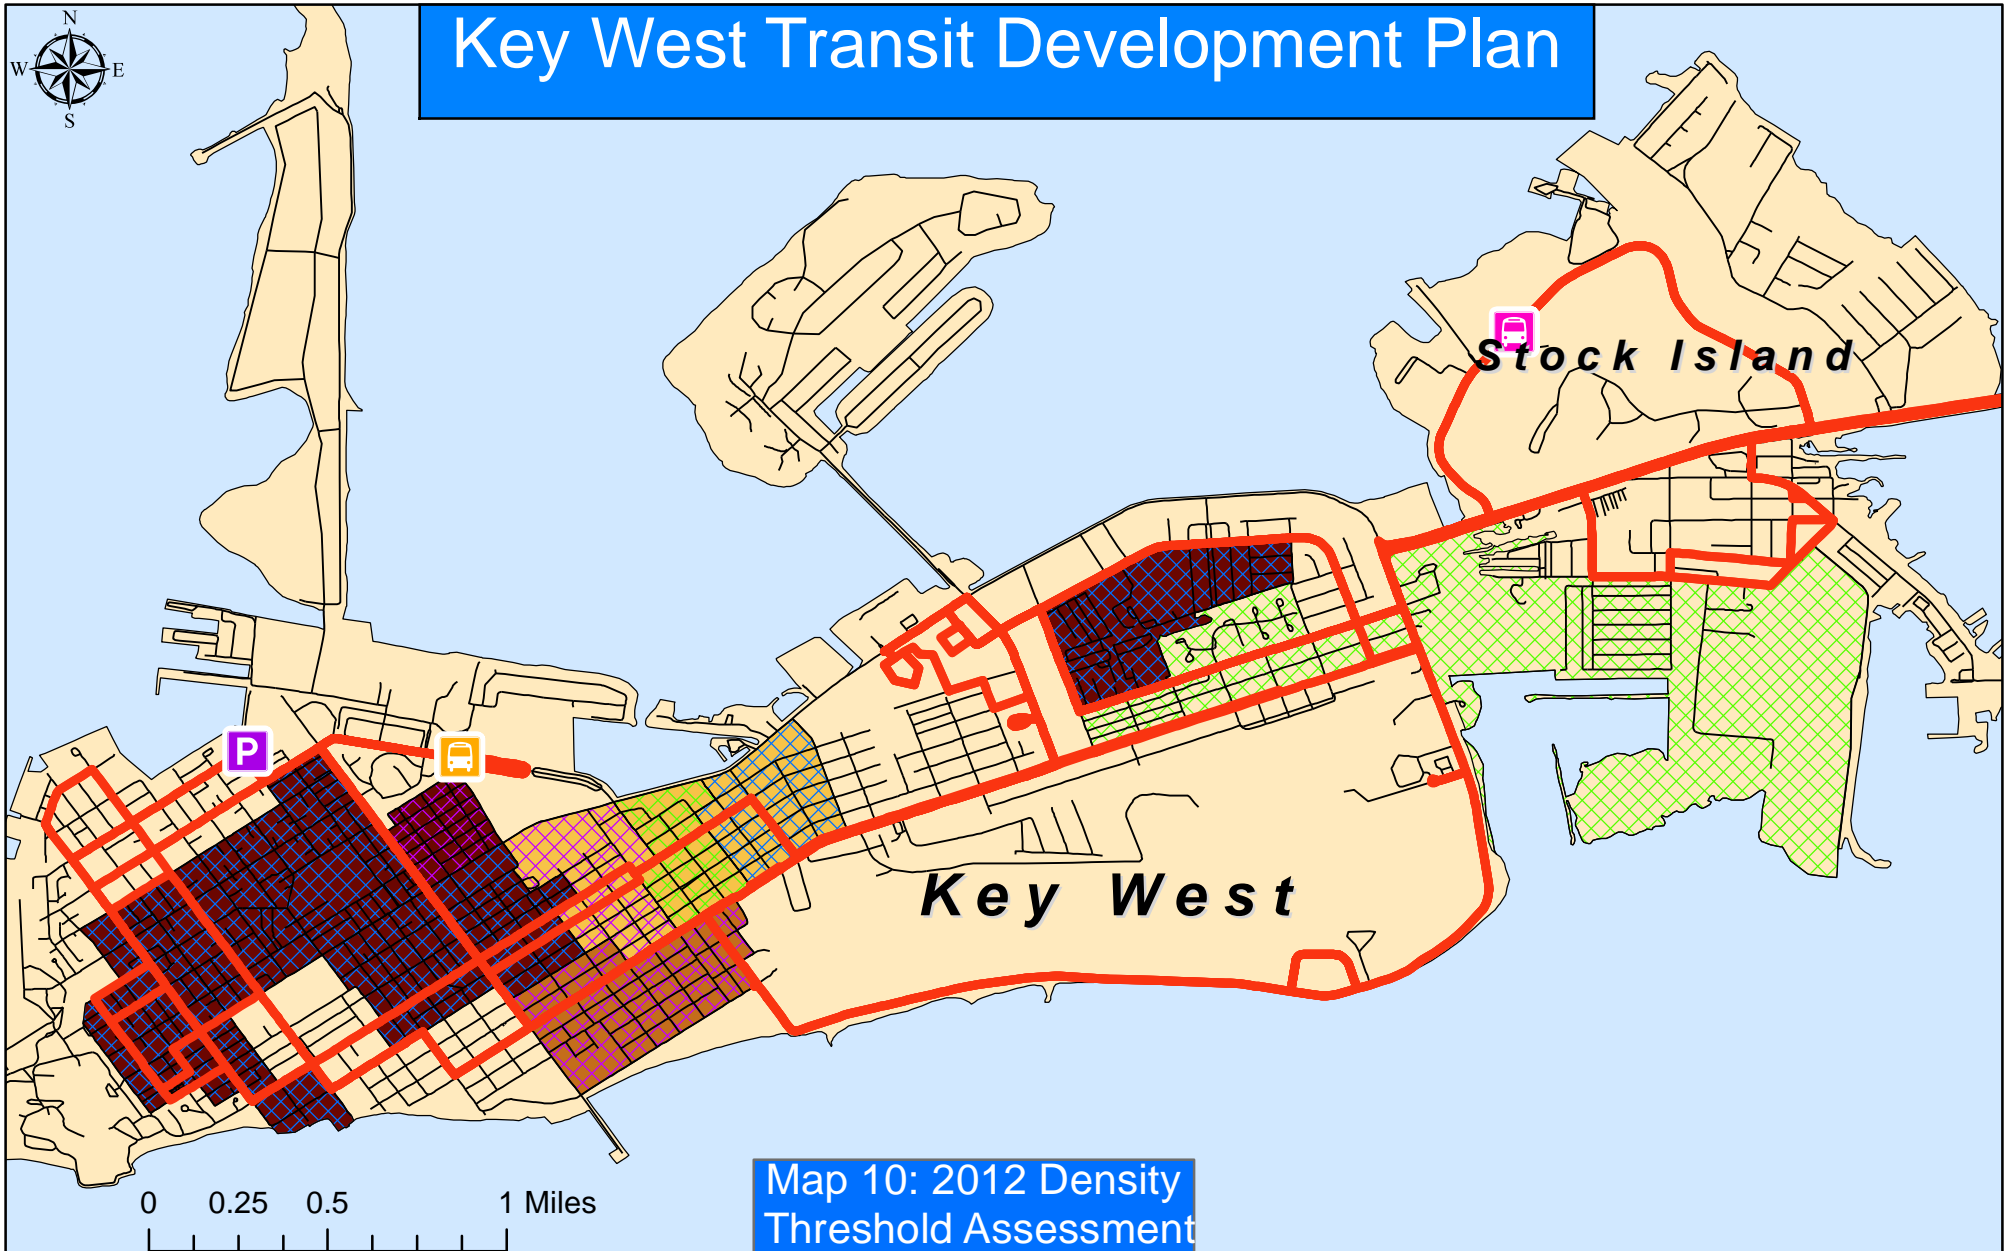 Key West Transit Development Plan
N
W E
S
Stock Island
P
Key West
0 0.25 0.5 1 Miles
Map 10: 2012 Density
Threshold Assessment